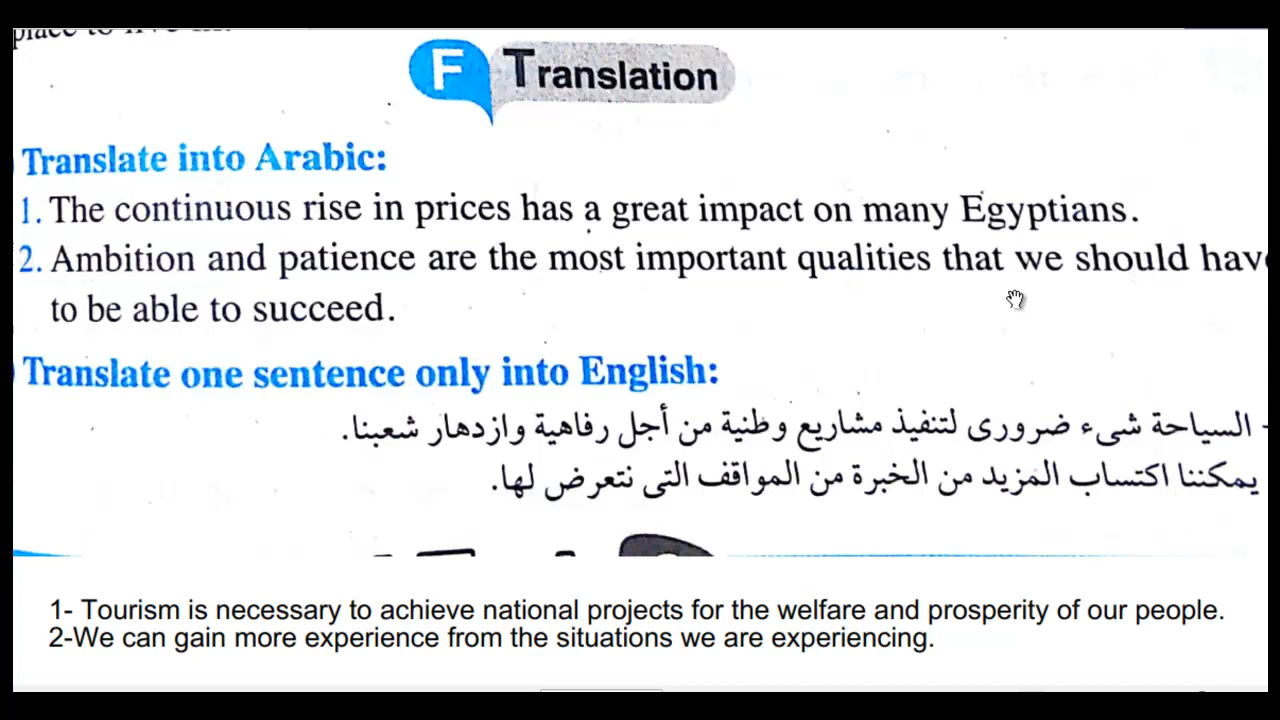 F Translation
Translate into Arabic:
1. The continuous rise in prices has a great impact on many Egyptians.
2. Ambition and patience are the most important qualities that we should have
to be able to succeed.
Translate one sentence only into English:
- السياحة شىء ضرورى لتنفيذ مشاريع وطنية من أجل رفاهية وازدهار شعبنا.
يمكننا اكتساب المزيد من الخبرة من المواقف التى نتعرض لها.
1- Tourism is necessary to achieve national projects for the welfare and prosperity of our people.
2-We can gain more experience from the situations we are experiencing.